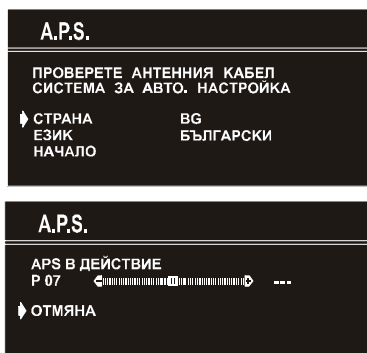 A.P.S.
ПРОВЕРЕТЕ АНТЕННИЯ КАБЕЛ
СИСТЕМА ЗА АВТО. НАСТРОЙКА
СТРАНА BG
ЕЗИК БЪЛГАРСКИ
НАЧАЛО
A.P.S.
APS В ДЕЙСТВИЕ
P 07 ---
ОТМЯНА